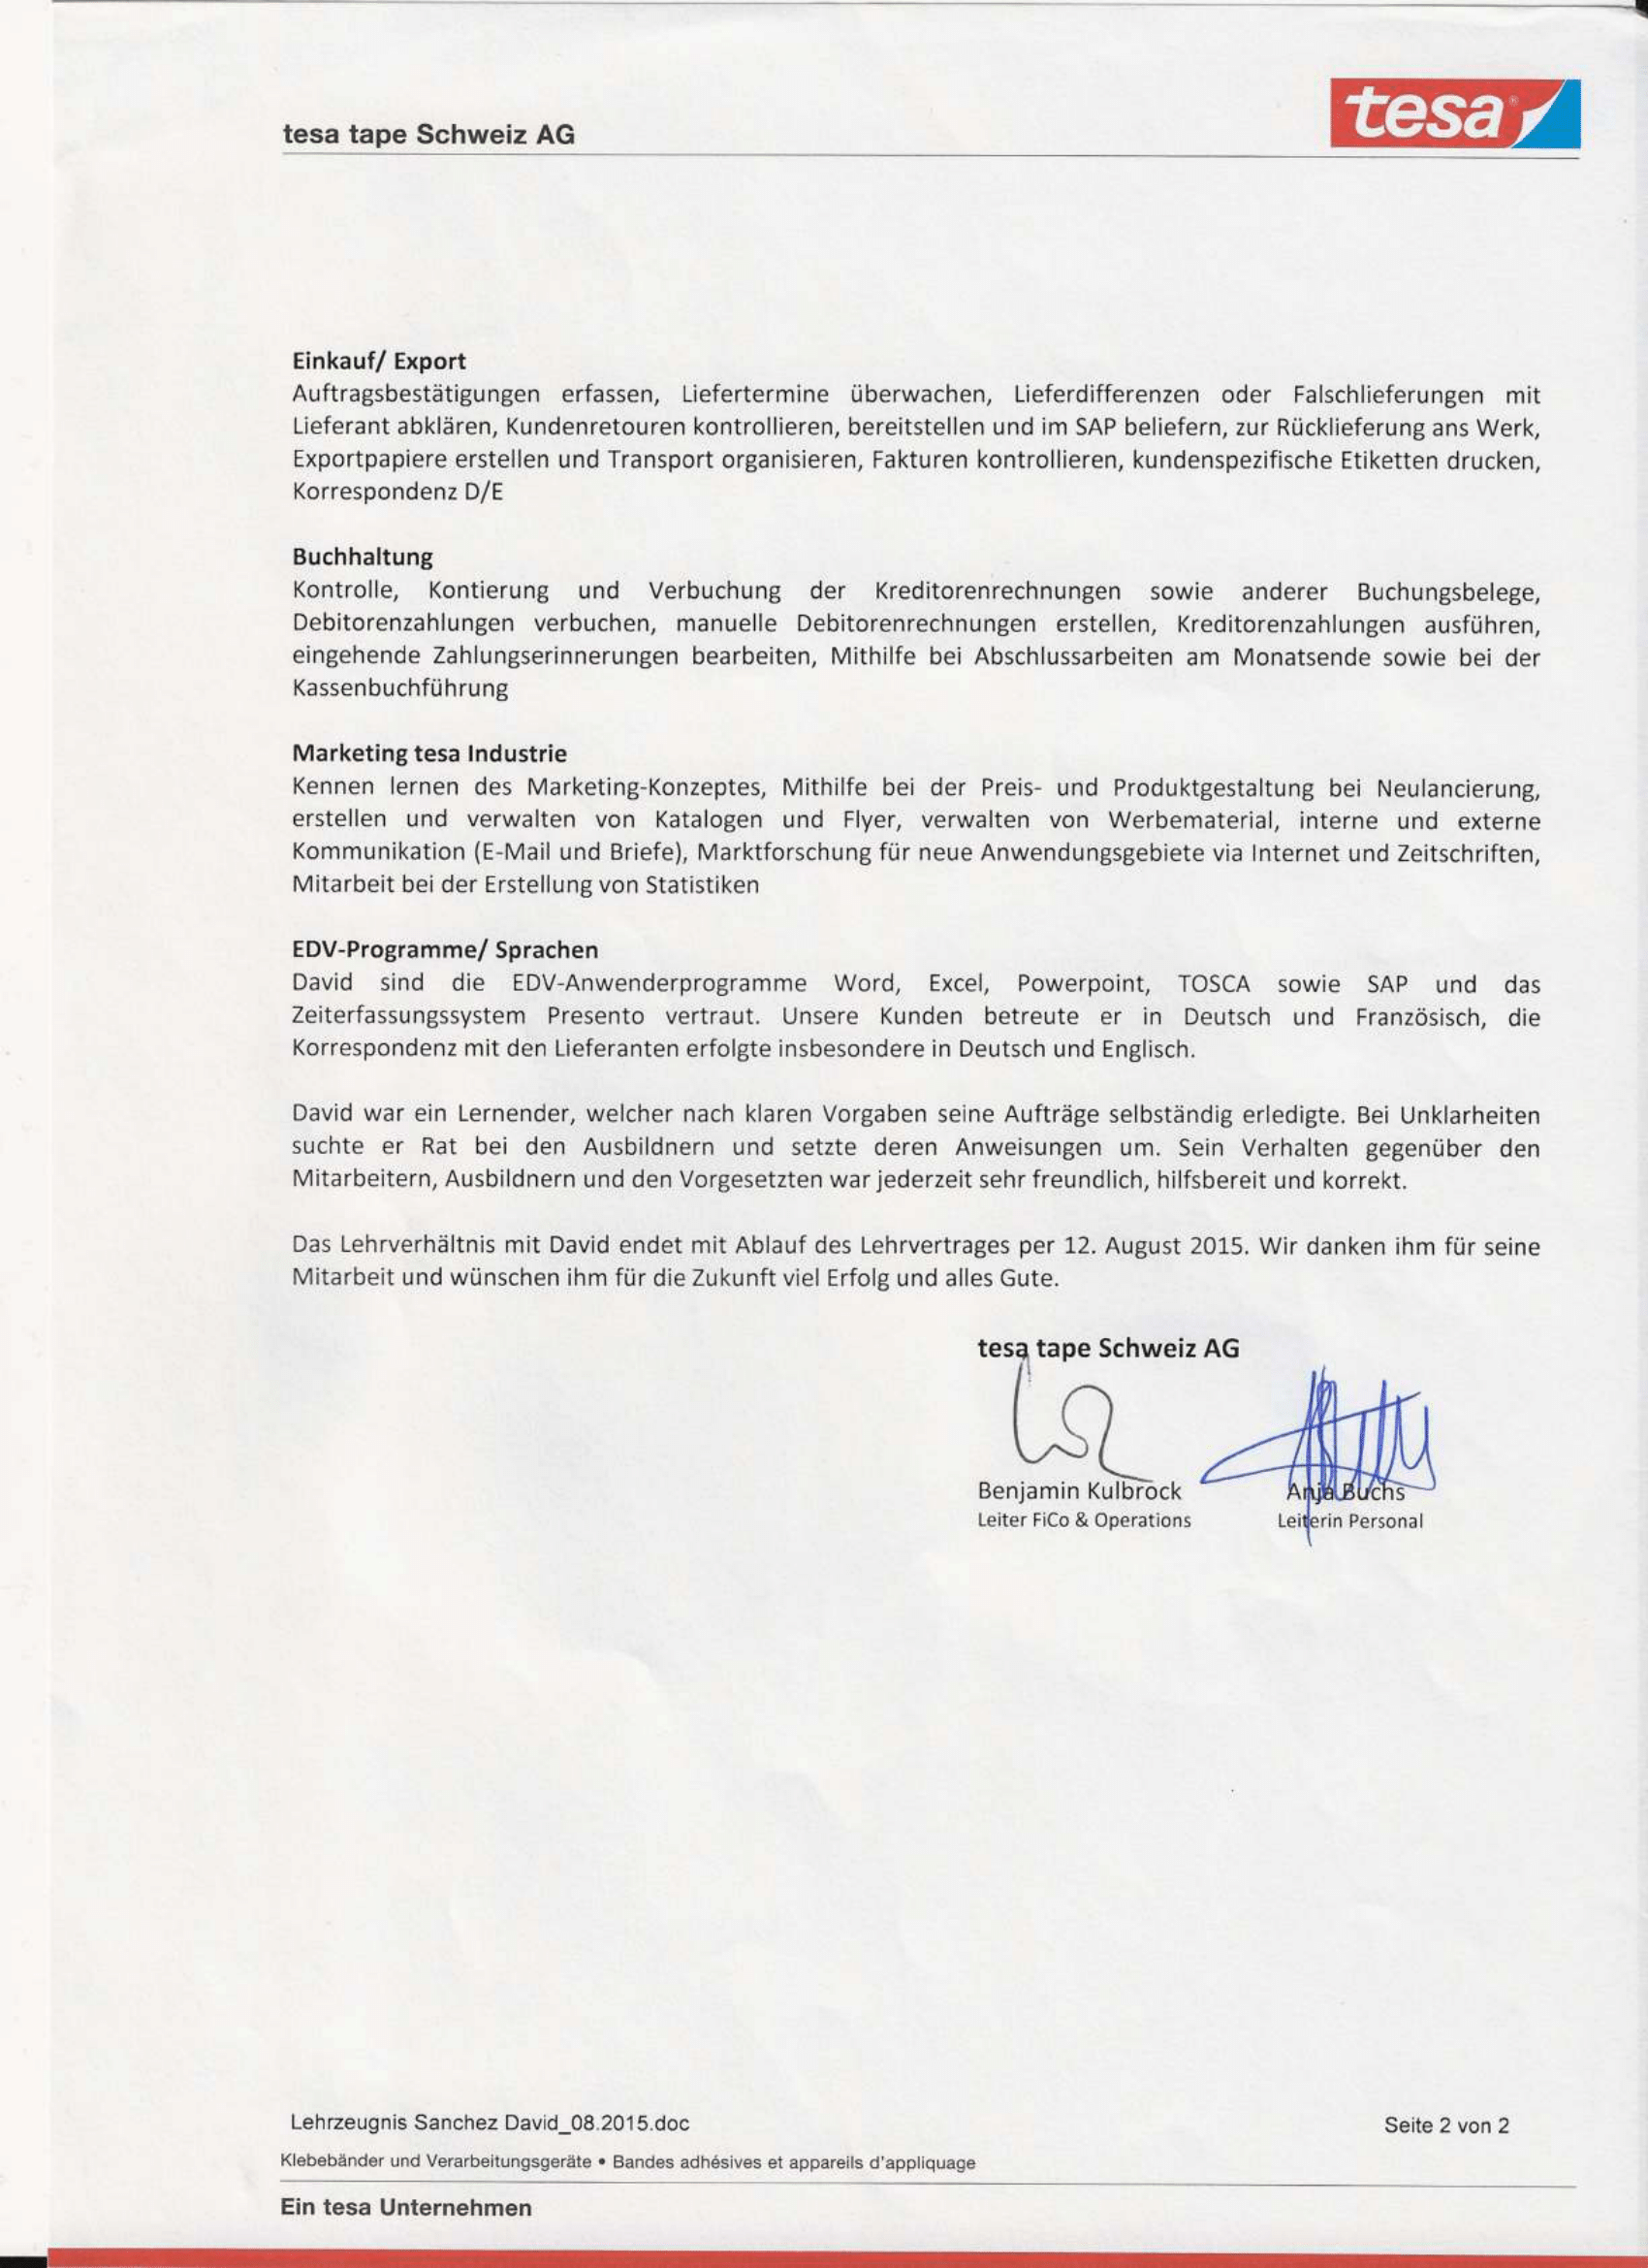 tesa tape Schweiz AG
tesa®
Einkauf/ Export
Auftragsbestätigungen erfassen, Liefertermine überwachen, Lieferdifferenzen oder Falschlieferungen mit
Lieferant abklären, Kundenretouren kontrollieren, bereitstellen und im SAP beliefern, zur Rücklieferung ans Werk,
Exportpapiere erstellen und Transport organisieren, Fakturen kontrollieren, kundenspezifische Etiketten drucken,
Korrespondenz D/E
Buchhaltung
Kontrolle, Kontierung und Verbuchung der Kreditorenrechnungen sowie anderer Buchungsbelege,
Debitorenzahlungen verbuchen, manuelle Debitorenrechnungen erstellen, Kreditorenzahlungen ausführen,
eingehende Zahlungserinnerungen bearbeiten, Mithilfe bei Abschlussarbeiten am Monatsende sowie bei der
Kassenbuchführung
Marketing tesa Industrie
Kennen lernen des Marketing-Konzeptes, Mithilfe bei der Preis- und Produktgestaltung bei Neulancierung,
erstellen und verwalten von Katalogen und Flyer, verwalten von Werbematerial, interne und externe
Kommunikation (E-Mail und Briefe), Marktforschung für neue Anwendungsgebiete via Internet und Zeitschriften,
Mitarbeit bei der Erstellung von Statistiken
EDV-Programme/ Sprachen
David sind die EDV-Anwenderprogramme Word, Excel, Powerpoint, TOSCA sowie SAP und das
Zeiterfassungssystem Presento vertraut. Unsere Kunden betreute er in Deutsch und Französisch, die
Korrespondenz mit den Lieferanten erfolgte insbesondere in Deutsch und Englisch.
David war ein Lernender, welcher nach klaren Vorgaben seine Aufträge selbständig erledigte. Bei Unklarheiten
suchte er Rat bei den Ausbildnern und setzte deren Anweisungen um. Sein Verhalten gegenüber den
Mitarbeitern, Ausbildnern und den Vorgesetzten war jederzeit sehr freundlich, hilfsbereit und korrekt.
Das Lehrverhältnis mit David endet mit Ablauf des Lehrvertrages per 12. August 2015. Wir danken ihm für seine
Mitarbeit und wünschen ihm für die Zukunft viel Erfolg und alles Gute.
tesa tape Schweiz AG
Benjamin Kulbrock Anja Buchs
Leiter FiCo & Operations Leiterin Personal
Lehrzeugnis Sanchez David_08.2015.doc Seite 2 von 2
Klebebänder und Verarbeitungsgeräte • Bandes adhésives et appareils d'appliquage
Ein tesa Unternehmen